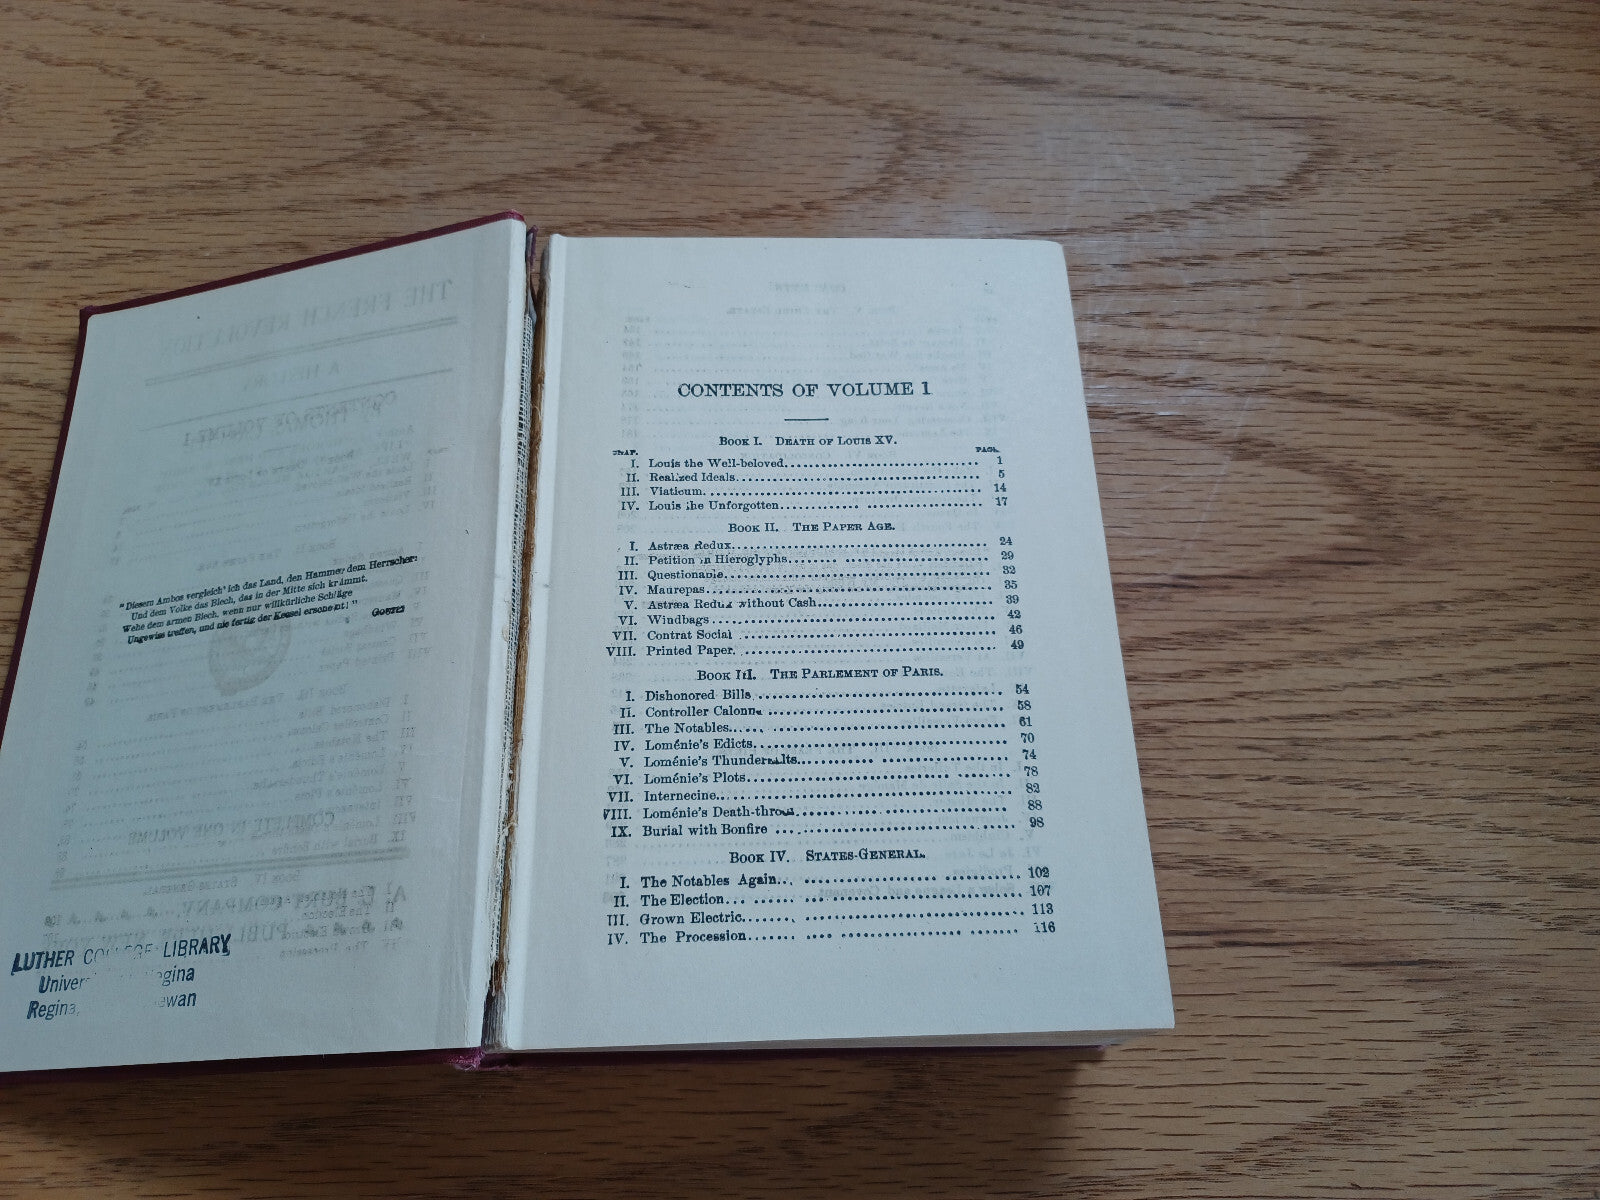 "Diesem Ambos vergleich' ich das Land, den Hammer dem Herrscher:
Und dem Volke das Blech, das in der Mitte sich krümmt.
Wehe dem armen Blech, wenn nur willkürliche Schläge
Ungewiss treffen, und nie fertig der Kessel erscheint!"
GOETHE
LUTHER COLLEGE LIBRARY
Regina
CONTENTS OF VOLUME 1
BOOK I. DEATH OF LOUIS XV.
CHAP. PAGE
I. Louis the Well-beloved 1
II. Realized Ideals 5
III. Viaticum 14
IV. Louis the Unforgotten 17
BOOK II. THE PAPER AGE.
I. Astræa Redux 24
II. Petition in Hieroglyphs 29
III. Questionable 32
IV. Maurepas 35
V. Astræa Redux without Cash 39
VI. Windbags 42
VII. Contrat Social 46
VIII. Printed Paper 49
BOOK III. THE PARLEMENT OF PARIS.
I. Dishonored Bills 54
II. Controller Calonne 58
III. The Notables 61
IV. Loménie's Edicts 70
V. Loménie's Thunderbolts 74
VI. Loménie's Plots 78
VII. Internecine 82
VIII. Loménie's Death-throes 88
IX. Burial with Bonfire 98
BOOK IV. STATES-GENERAL.
I. The Notables Again 102
II. The Election 107
III. Grown Electric 113
IV. The Procession 116